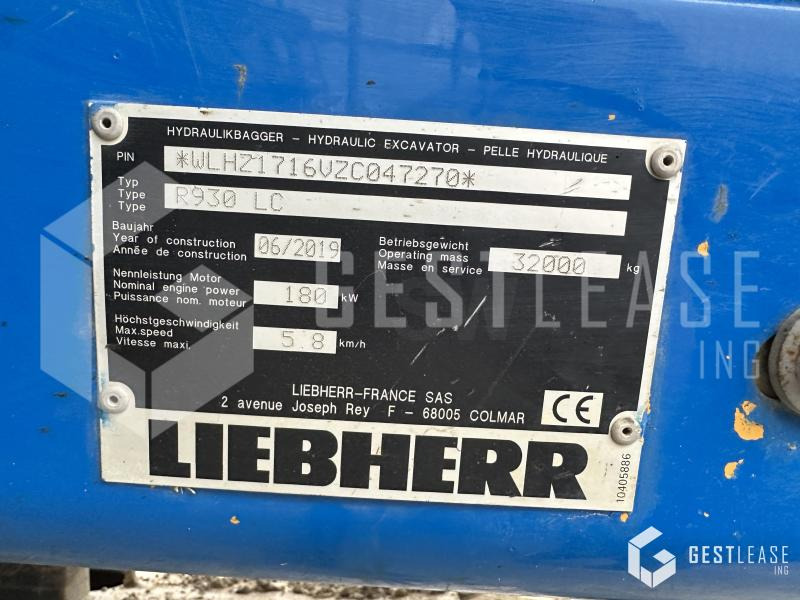 HYDRAULIKBAGGER – HYDRAULIC EXCAVATOR – PELLE HYDRAULIQUE
PIN *WLHZ1716VZC047270*
Typ
Type R930 LC
Type
Baujahr
Year of construction 06/2019
Année de construction
Betriebsgewicht
Operating mass 32000 kg
Masse en service
Nennleistung Motor
Nominal engine power 180 kW
Puissance nom. moteur
Höchstgeschwindigkeit
Max.speed 5.8 km/h
Vitesse maxi.
LIEBHERR–FRANCE SAS
2 avenue Joseph Rey F – 68005 COLMAR
CE
LIEBHERR
10405886
GESTLEASE
ING
GESTLEASE
ING